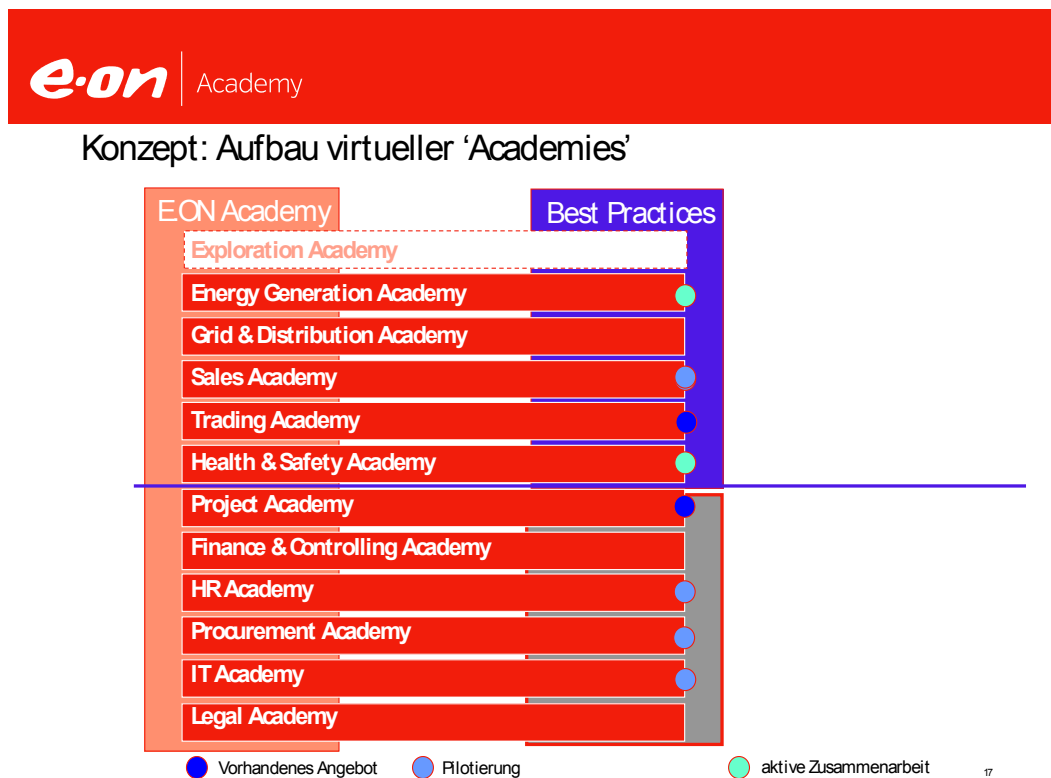 e·on Academy
Konzept: Aufbau virtueller ‘Academies’
E.ON Academy
Best Practices
Exploration Academy
Energy Generation Academy
Grid & Distribution Academy
Sales Academy
Trading Academy
Health & Safety Academy
Project Academy
Finance & Controlling Academy
HR Academy
Procurement Academy
IT Academy
Legal Academy
Vorhandenes Angebot
Pilotierung
aktive Zusammenarbeit
17